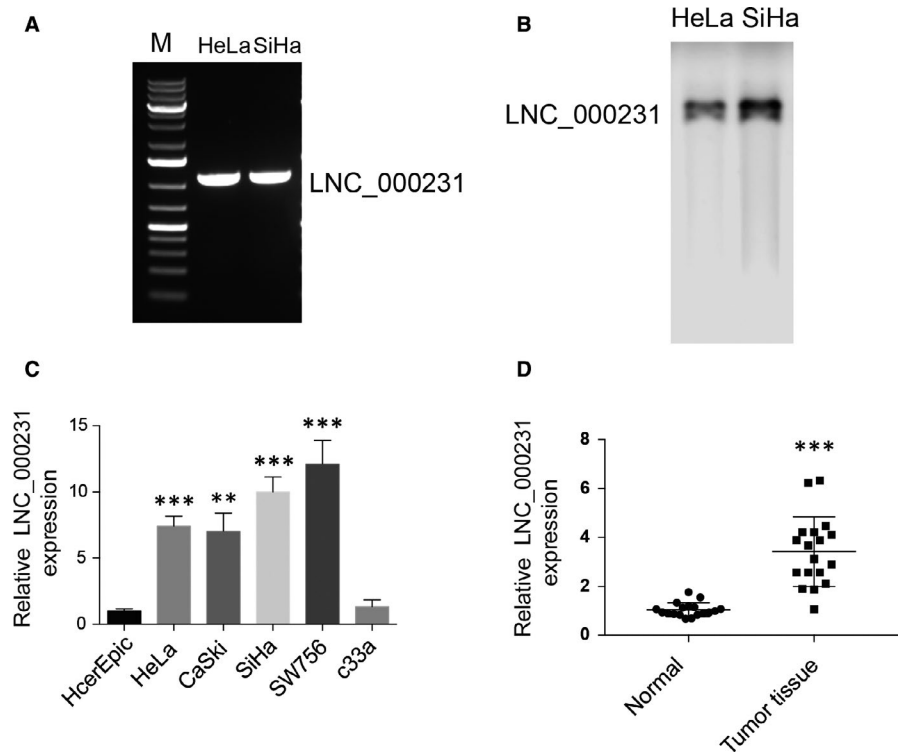 A
M HeLa SiHa
LNC_000231
B
HeLa SiHa
LNC_000231
C
Relative LNC_000231
expression
15
10
5
0
***
**
***
***
HcerEpic
HeLa
CaSki
SiHa
SW756
c33a
D
Relative LNC_000231
expression
8
6
4
2
0
***
Normal
Tumor tissue